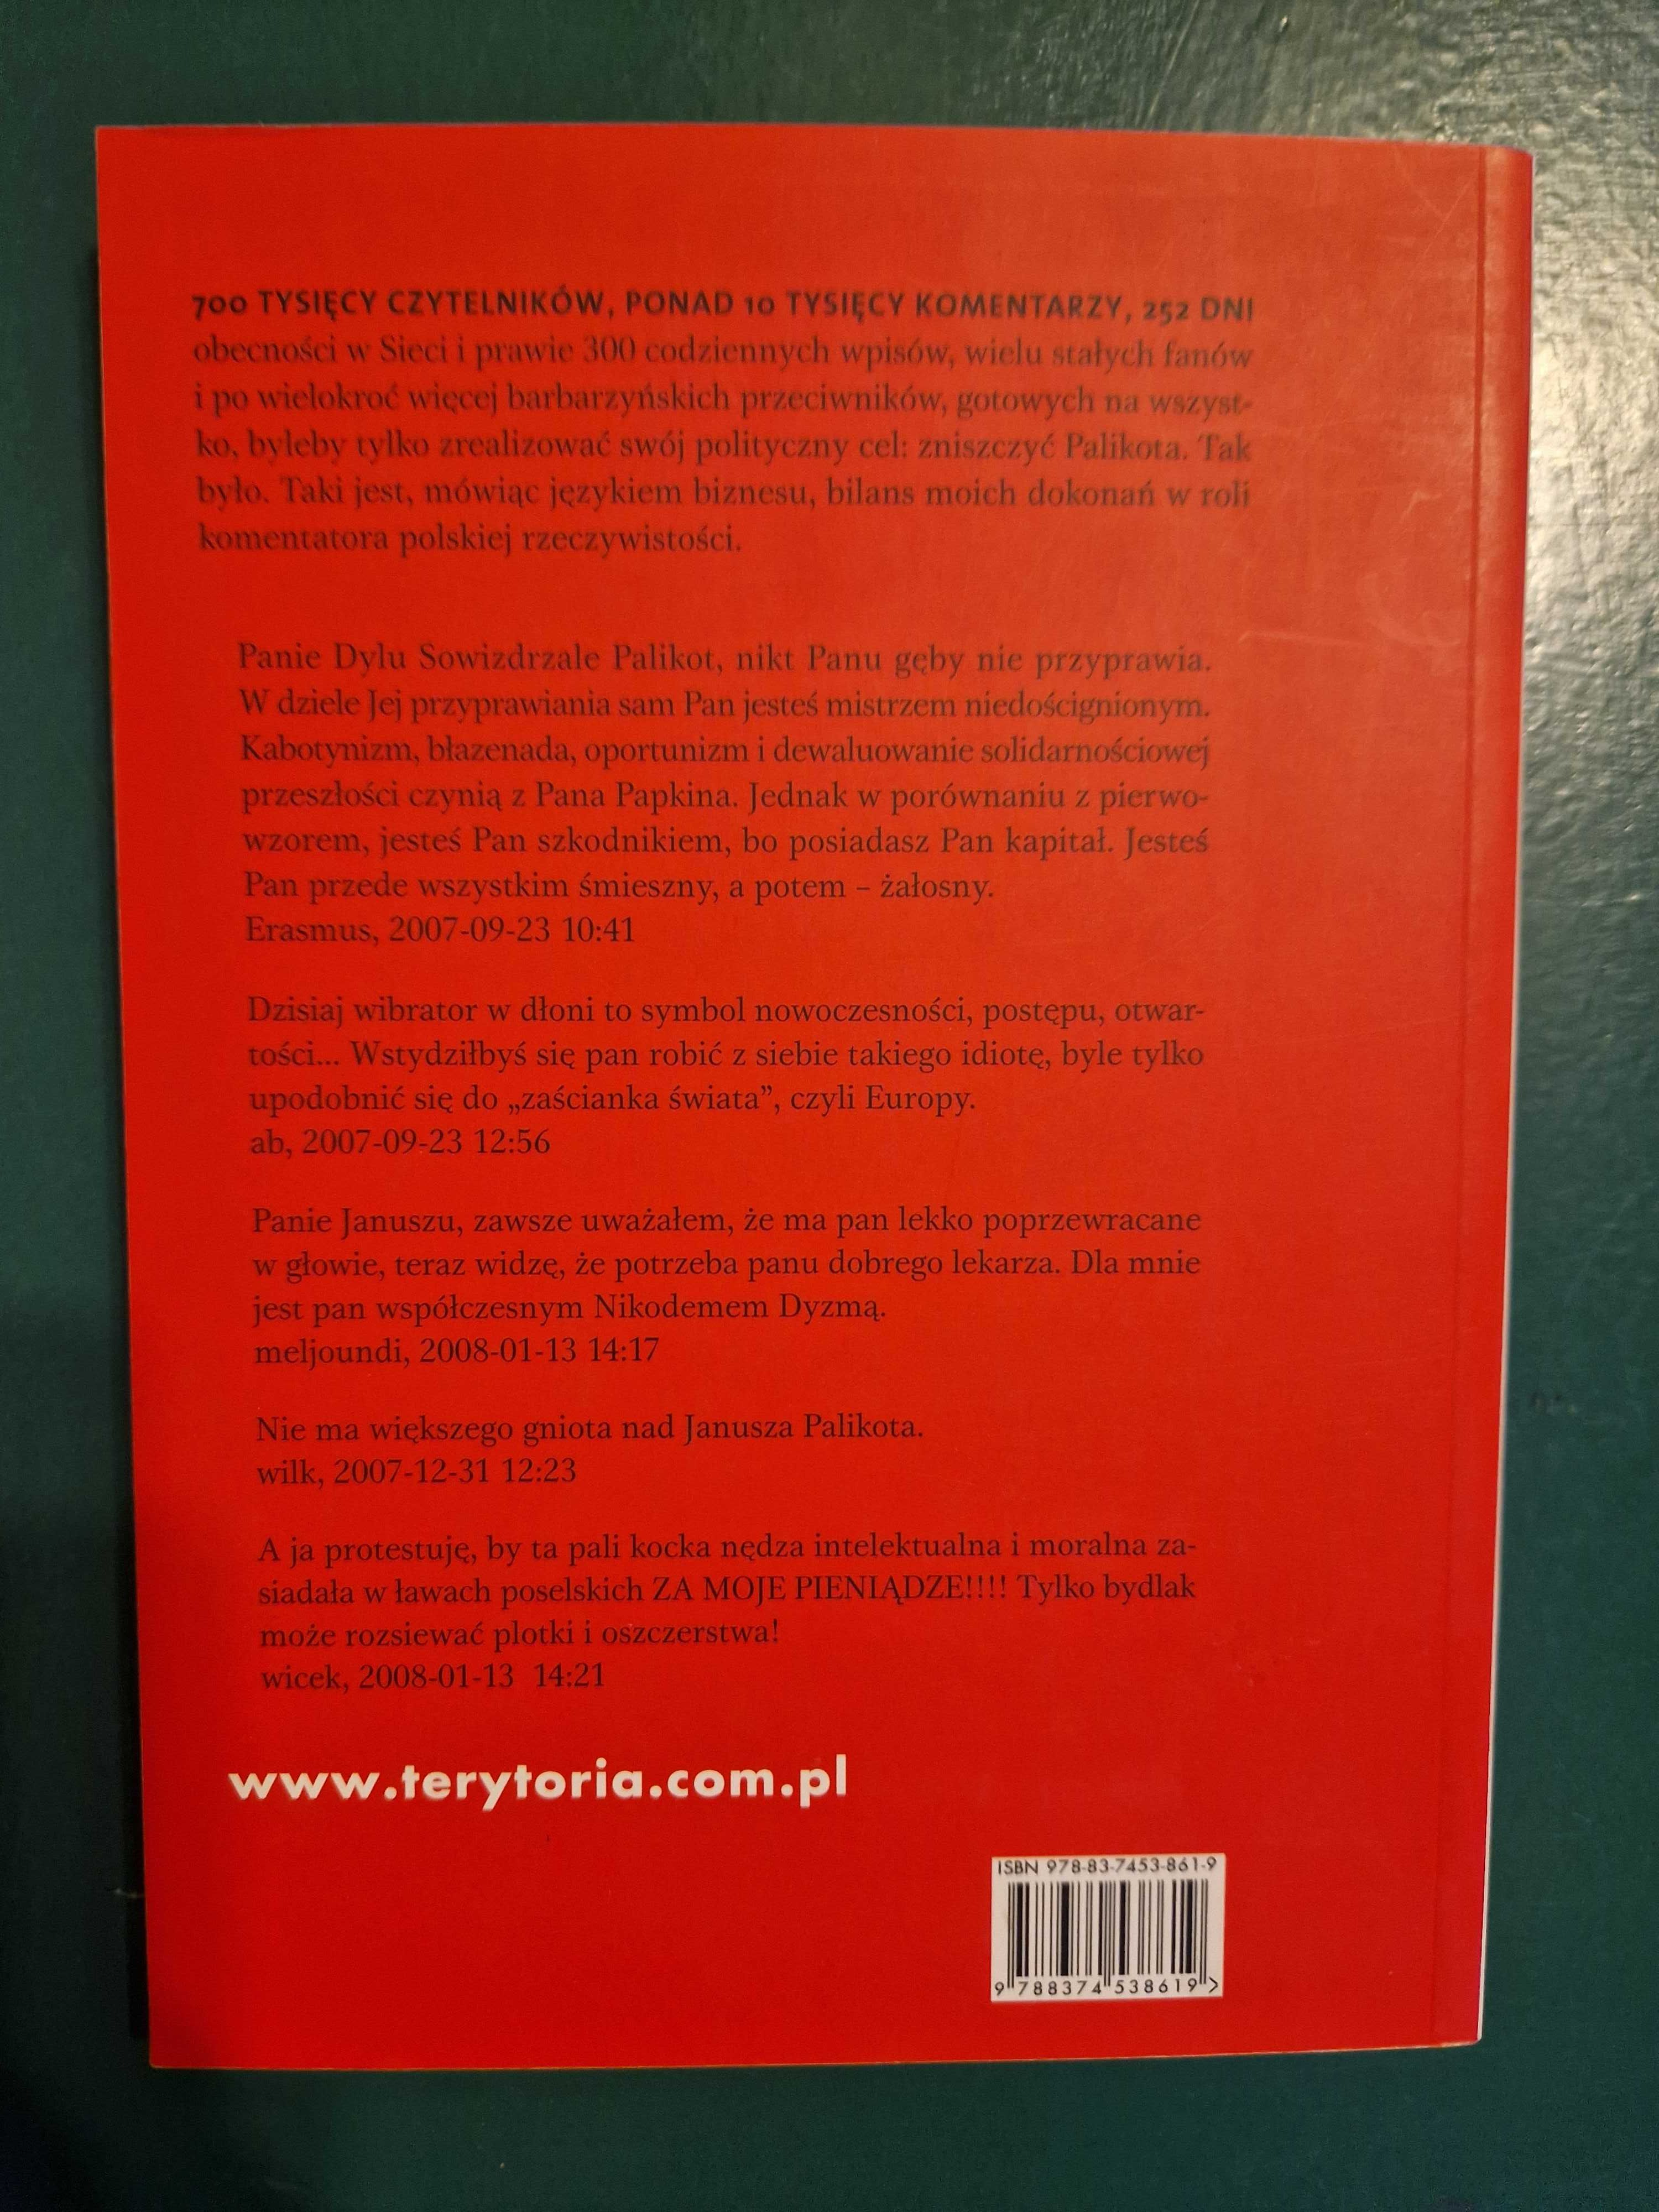 700 TYSIĘCY CZYTELNIKÓW, PONAD 10 TYSIĘCY KOMENTARZY, 252 DNI
obecności w Sieci i prawie 300 codziennych wpisów, wielu stałych fanów
i po wielokroć więcej barbarzyńskich przeciwników, gotowych na wszyst-
ko, byleby tylko zrealizować swój polityczny cel: zniszczyć Palikota. Tak
było. Taki jest, mówiąc językiem biznesu, bilans moich dokonań w roli
komentatora polskiej rzeczywistości.
Panie Dylu Sowizdrzale Palikot, nikt Panu gęby nie przyprawia.
W dziele Jej przyprawiania sam Pan jesteś mistrzem niedoścignionym.
Kabotynizm, błazenada, oportunizm i dewaluowanie solidarnościowej
przeszłości czynią z Pana Papkina. Jednak w porównaniu z pierwo-
wzorem, jesteś Pan szkodnikiem, bo posiadasz Pan kapitał. Jesteś
Pan przede wszystkim śmieszny, a potem – żałosny.
Erasmus, 2007-09-23 10:41
Dzisiaj wibrator w dłoni to symbol nowoczesności, postępu, otwar-
tości... Wstydziłbyś się pan robić z siebie takiego idiotę, byle tylko
upodobnić się do „zaścianka świata”, czyli Europy.
ab, 2007-09-23 12:56
Panie Januszu, zawsze uważałem, że ma pan lekko poprzewracane
w głowie, teraz widzę, że potrzeba panu dobrego lekarza. Dla mnie
jest pan współczesnym Nikodemem Dyzmą.
meljoundi, 2008-01-13 14:17
Nie ma większego gniota nad Janusza Palikota.
wilk, 2007-12-31 12:23
A ja protestuję, by ta pali kocka nędza intelektualna i moralna za-
siadała w ławach poselskich ZA MOJE PIENIĄDZE!!!! Tylko bydlak
może rozsiewać plotki i oszczerstwa!
wicek, 2008-01-13 14:21
www.terytoria.com.pl
ISBN 978-83-7453-861-9
9 788374 538619 >